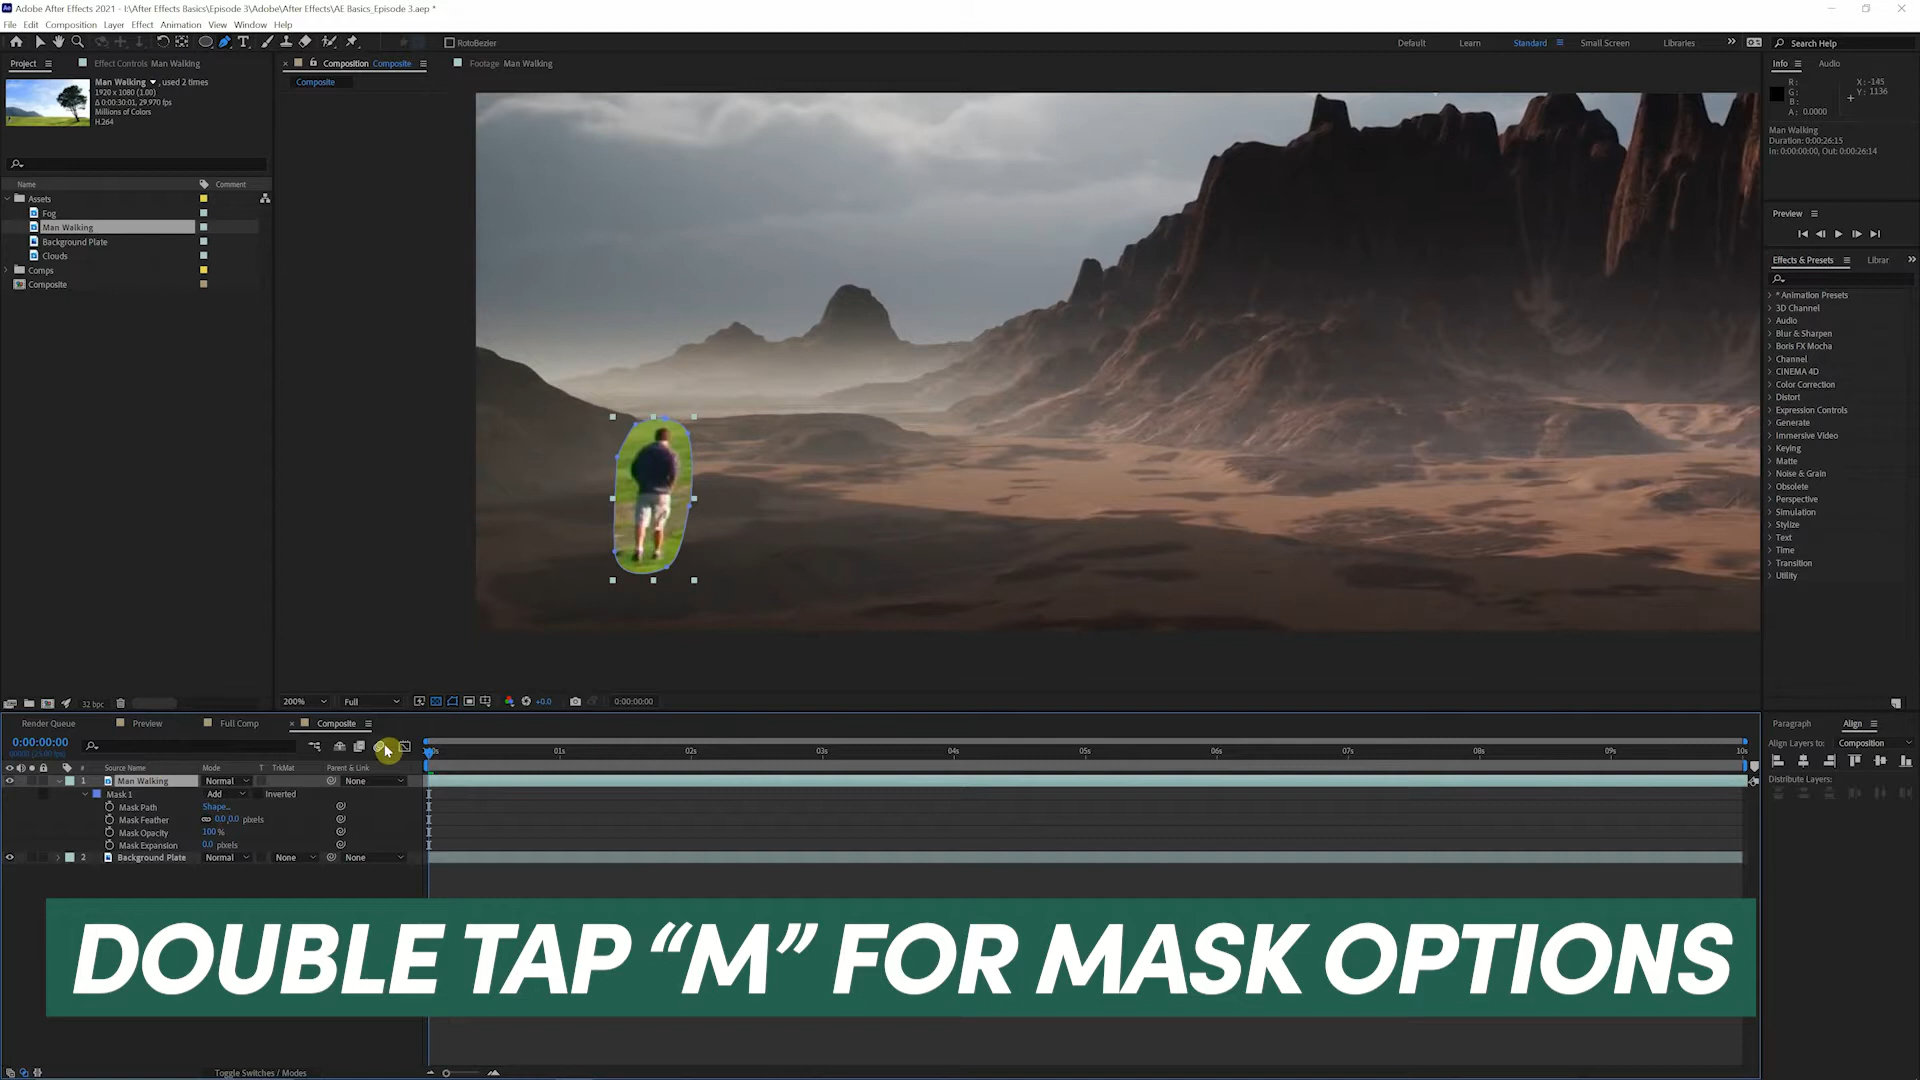 Adobe After Effects 2021 - I:\After Effects Basics\Episode 3\Adobe\After Effects\AE Basics_Episode 3.aep *
File Edit Composition Layer Effect Animation View Window Help
RotoBezier
Default Learn Standard Small Screen Libraries Search Help
Project Effect Controls Man Walking
Composition Composite Footage Man Walking
Info Audio
Composite
Man Walking , used 2 times
1920 x 1080 (1.00)
Δ 0:00:30:01, 29.970 fps
Millions of Colors
H.264
R:
G:
B:
A: 0.0000
X: -145
Y: 1136
Man Walking
Duration: 0:00:26:15
In: 0:00:00:00, Out: 0:00:26:14
Name Comment
Assets
Fog
Man Walking
Background Plate
Clouds
Comps
Composite
Preview
Effects & Presets Librar
* Animation Presets
3D Channel
Audio
Blur & Sharpen
Boris FX Mocha
Channel
CINEMA 4D
Color Correction
Distort
Expression Controls
Generate
Immersive Video
Keying
Matte
Noise & Grain
Obsolete
Perspective
Simulation
Stylize
Text
Time
Transition
Utility
32 bpc
200% Full +0.0 0:00:00:00
Render Queue Preview Full Comp Composite
0:00:00:00
01s 02s 03s 04s 05s 06s 07s 08s 09s 10s
# Source Name Mode T TrkMat Parent & Link
1 Man Walking Normal None
Mask 1 Add Inverted
Mask Path Shape...
Mask Feather 0.0,0.0 pixels
Mask Opacity 100 %
Mask Expansion 0.0 pixels
2 Background Plate Normal None None
Paragraph Align
Align Layers to: Composition
Distribute Layers:
DOUBLE TAP “M” FOR MASK OPTIONS
Toggle Switches / Modes